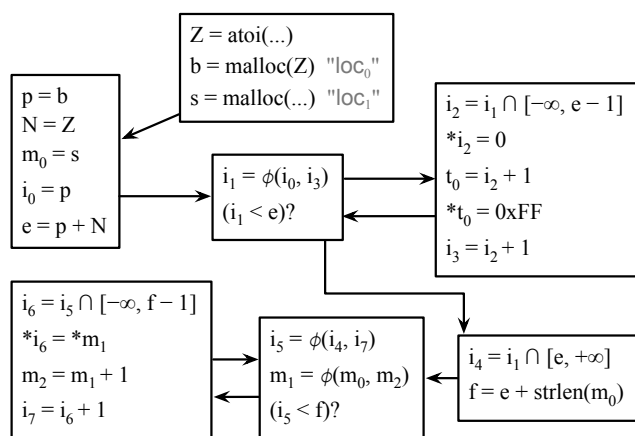 Z = atoi(...)
b = malloc(Z) "loc₀"
s = malloc(...) "loc₁"
p = b
N = Z
m₀ = s
i₀ = p
e = p + N
i₁ = ϕ(i₀, i₃)
(i₁ < e)?
i₂ = i₁ ∩ [−∞, e − 1]
*i₂ = 0
t₀ = i₂ + 1
*t₀ = 0xFF
i₃ = i₂ + 1
i₄ = i₁ ∩ [e, +∞]
f = e + strlen(m₀)
i₅ = ϕ(i₄, i₇)
m₁ = ϕ(m₀, m₂)
(i₅ < f)?
i₆ = i₅ ∩ [−∞, f − 1]
*i₆ = *m₁
m₂ = m₁ + 1
i₇ = i₆ + 1